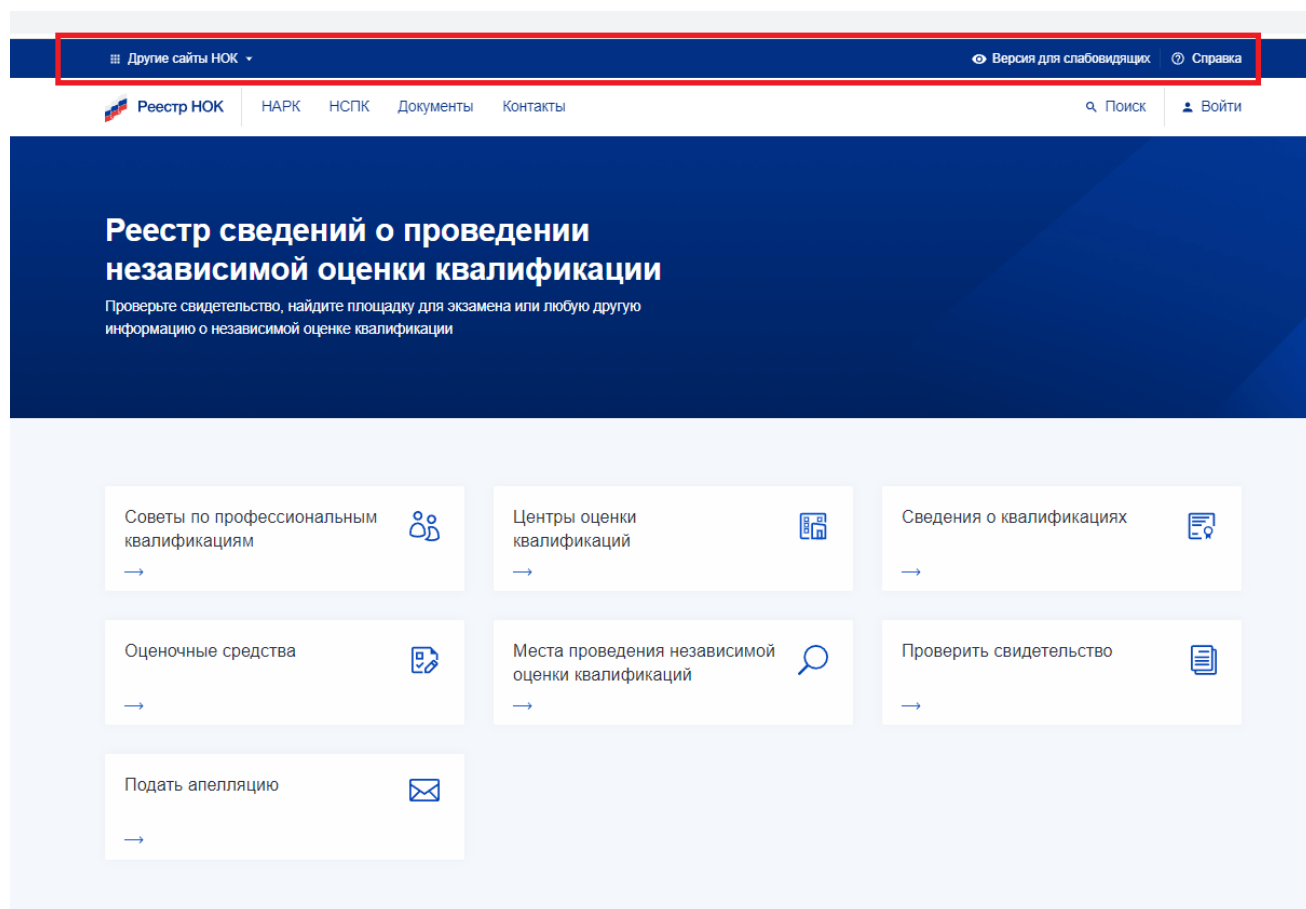 Другие сайты НОК
Версия для слабовидящих
Справка
Реестр НОК
НАРК
НСПК
Документы
Контакты
Поиск
Войти
Реестр сведений о проведении
независимой оценки квалификации
Проверьте свидетельство, найдите площадку для экзамена или любую другую
информацию о независимой оценке квалификации
Советы по профессиональным
квалификациям
Центры оценки
квалификаций
Сведения о квалификациях
Оценочные средства
Места проведения независимой
оценки квалификаций
Проверить свидетельство
Подать апелляцию